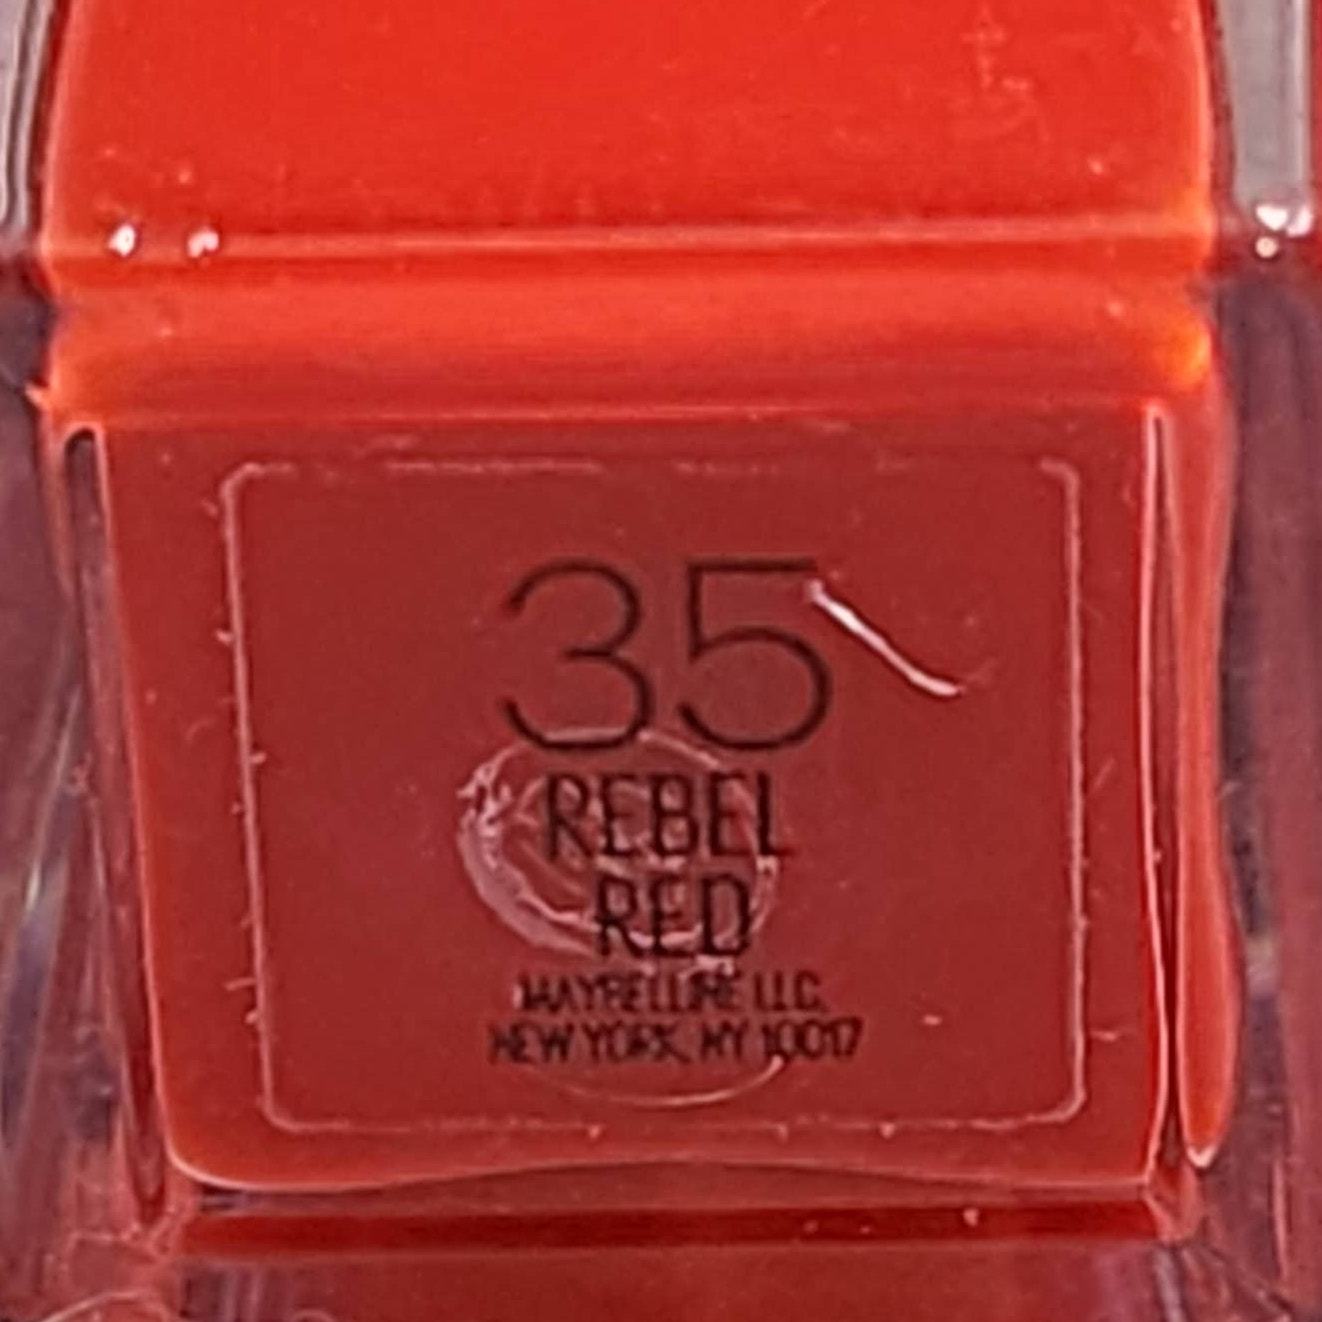 35
REBEL
RED
MAYBELLINE LLC.
NEW YORK, NY 10017